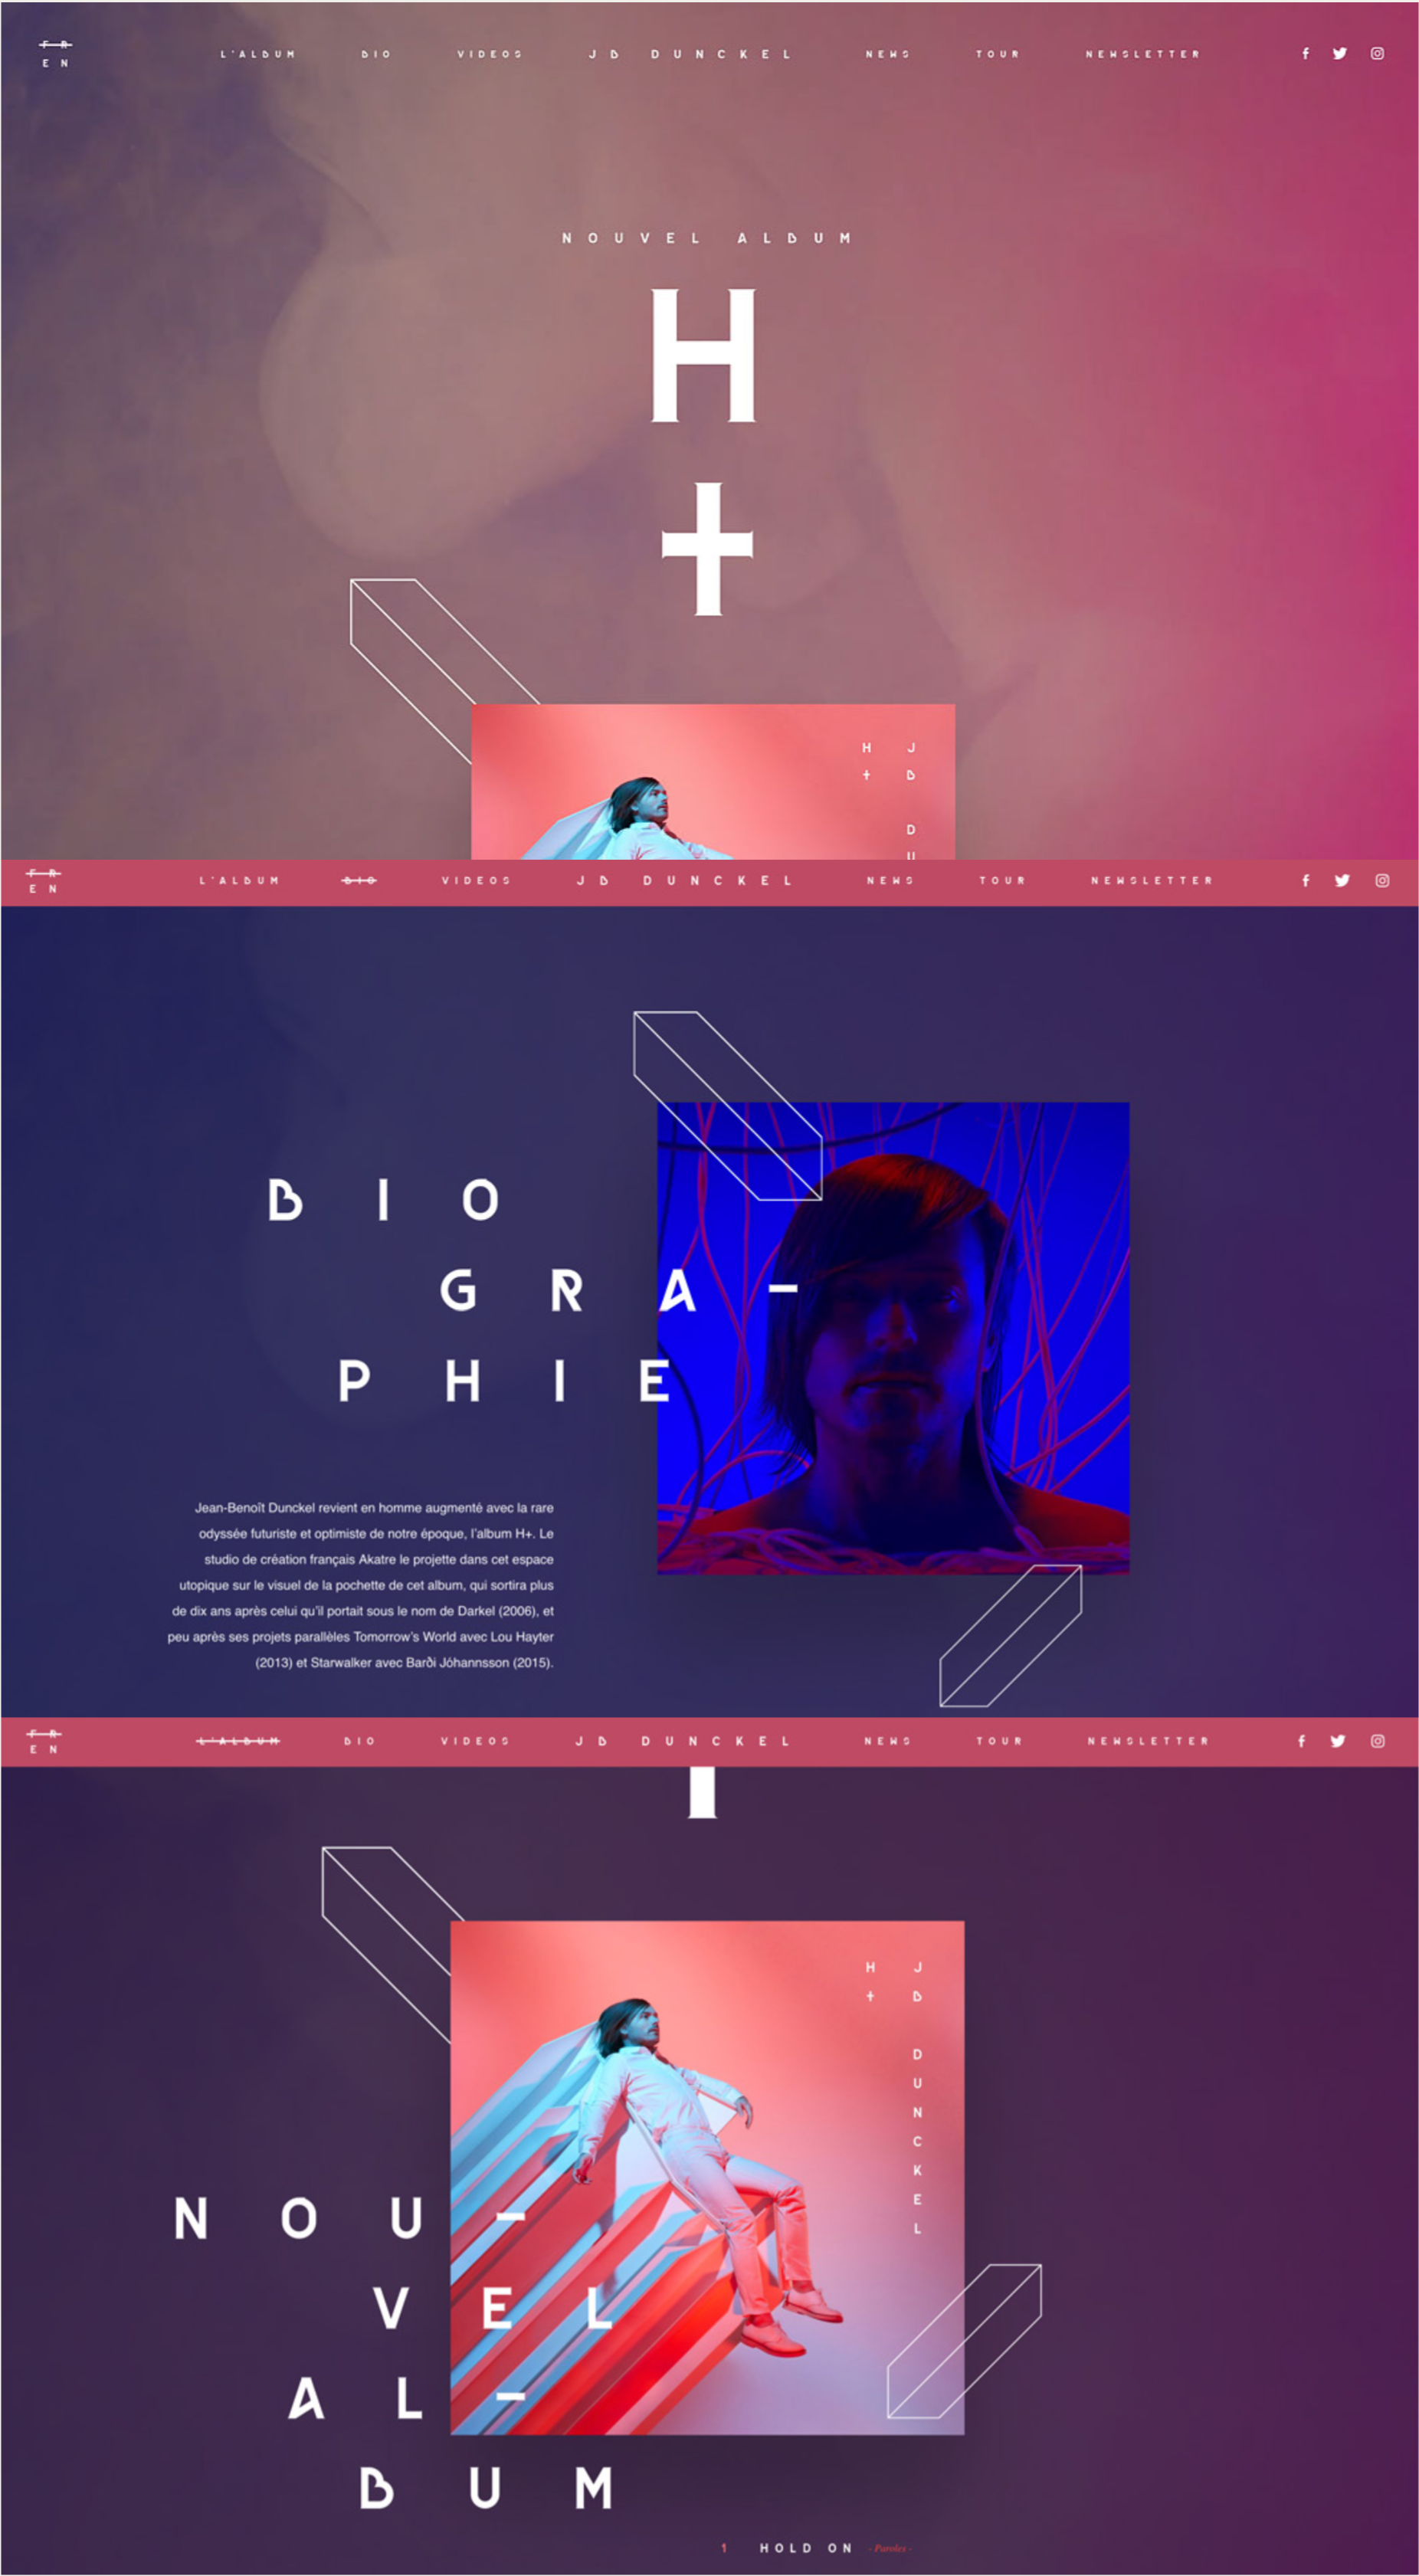 FR
EN
L'ALBUM BIO VIDEOS JB DUNCKEL NEWS TOUR NEWSLETTER
NOUVEL ALBUM
H
+
H J
+ B
D
U
FR
EN
L'ALBUM BIO VIDEOS JB DUNCKEL NEWS TOUR NEWSLETTER
BIO
GRA-
PHIE
Jean-Benoît Dunckel revient en homme augmenté avec la rare
odyssée futuriste et optimiste de notre époque, l'album H+. Le
studio de création français Akatre le projette dans cet espace
utopique sur le visuel de la pochette de cet album, qui sortira plus
de dix ans après celui qu'il portait sous le nom de Darkel (2006), et
peu après ses projets parallèles Tomorrow's World avec Lou Hayter
(2013) et Starwalker avec Barði Jóhannsson (2015).
FR
EN
L'ALBUM BIO VIDEOS JB DUNCKEL NEWS TOUR NEWSLETTER
H J
+ B
D
U
N
C
K
E
L
NOU-
VEL
AL-
BUM
1 HOLD ON - Paroles -